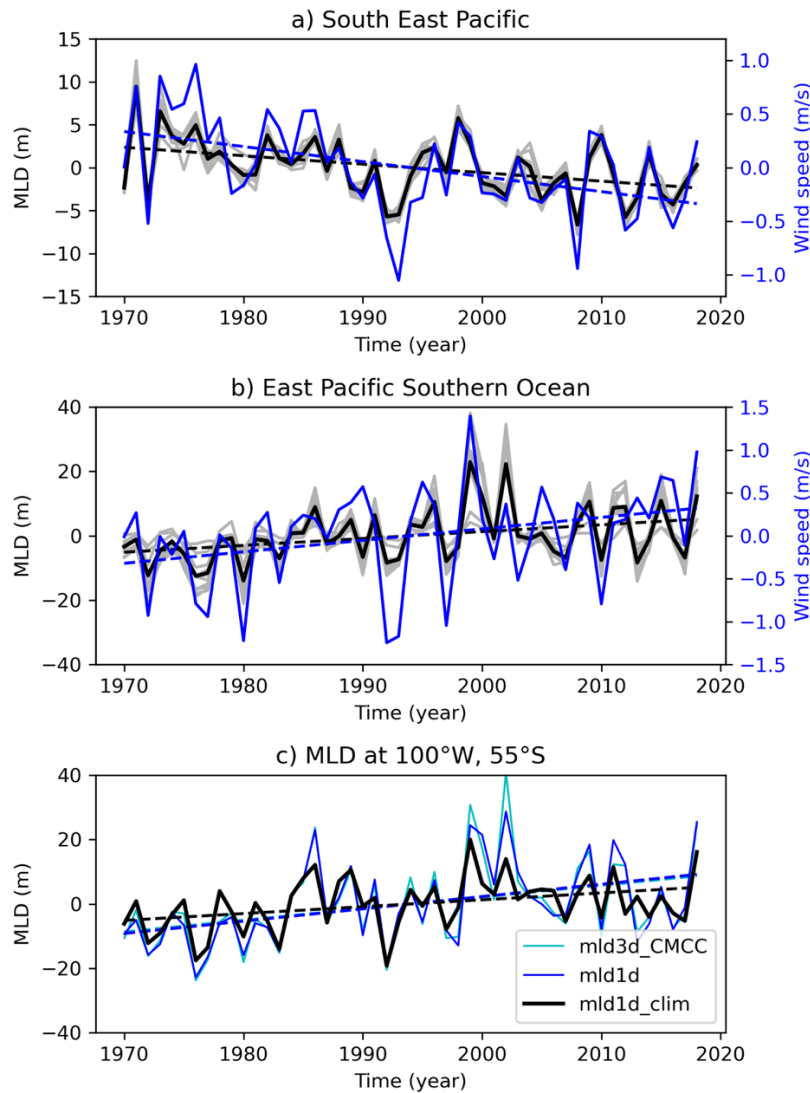 a) South East Pacific
15
10
5
0
−5
−10
−15
MLD (m)
1.0
0.5
0.0
−0.5
−1.0
Wind speed (m/s)
1970 1980 1990 2000 2010 2020
Time (year)
b) East Pacific Southern Ocean
40
20
0
−20
−40
MLD (m)
1.5
1.0
0.5
0.0
−0.5
−1.0
−1.5
Wind speed (m/s)
1970 1980 1990 2000 2010 2020
Time (year)
c) MLD at 100°W, 55°S
40
20
0
−20
−40
MLD (m)
mld3d_CMCC
mld1d
mld1d_clim
1970 1980 1990 2000 2010 2020
Time (year)